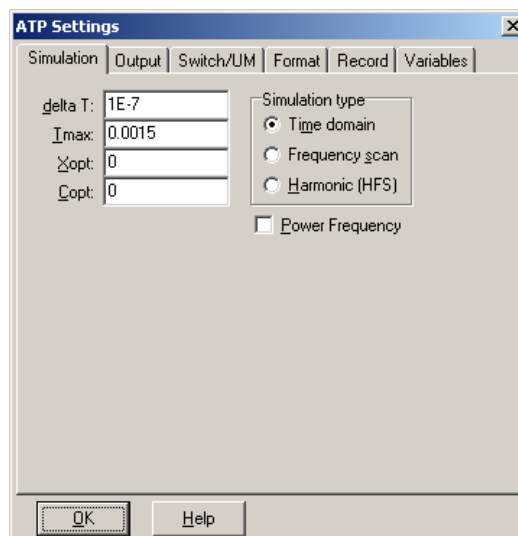 ATP Settings
Simulation Output Switch/UM Format Record Variables
delta T: 1E-7
Tmax: 0.0015
Xopt: 0
Copt: 0
Simulation type
Time domain
Frequency scan
Harmonic (HFS)
Power Frequency
OK Help